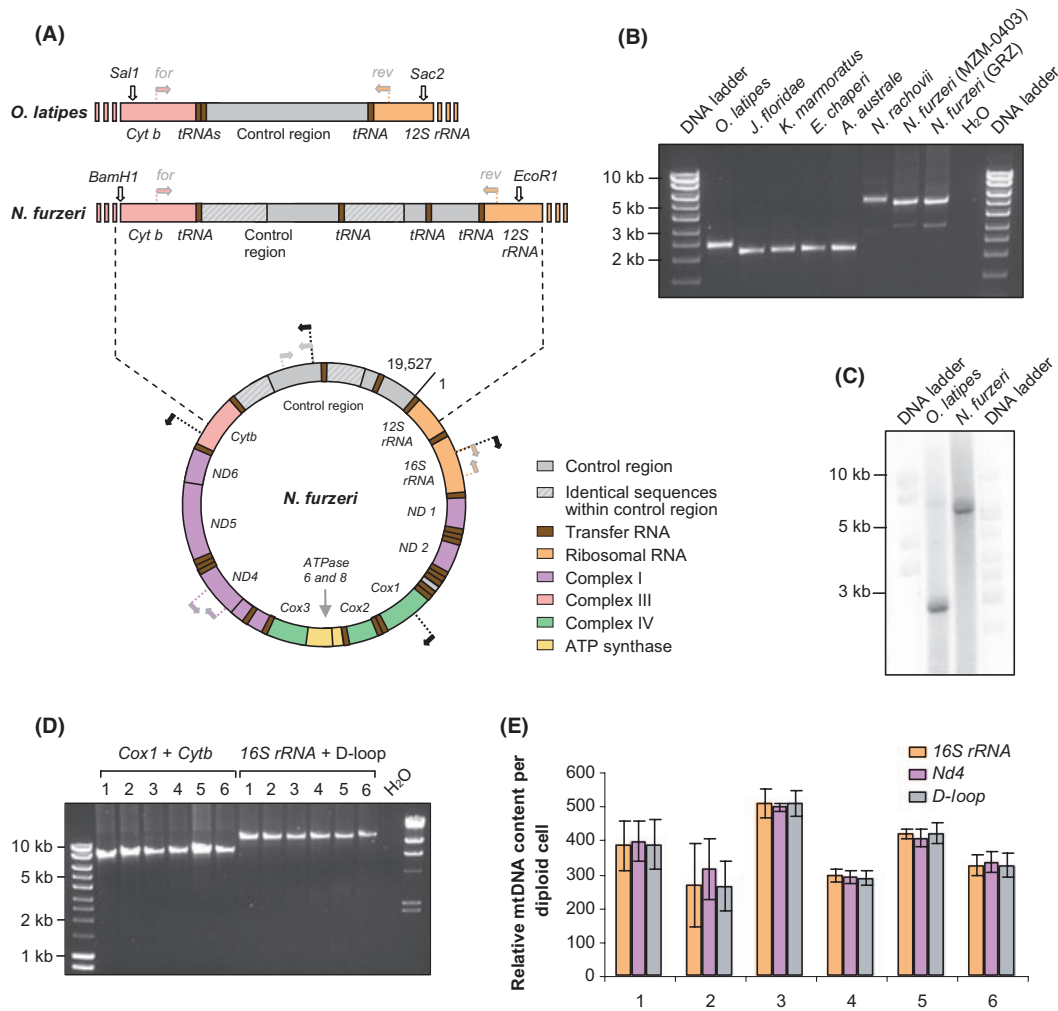 (A)
Sal1
for
rev
Sac2
O. latipes
Cyt b
tRNAs
Control region
tRNA
12S rRNA
BamH1
for
rev
EcoR1
N. furzeri
Cyt b
tRNA
Control
region
tRNA
tRNA
tRNA
12S
rRNA
19,527
1
Control region
Cytb
12S
rRNA
16S
rRNA
ND6
ND5
N. furzeri
ND 1
ND 2
ND4
ATPase
6 and 8
Cox1
Cox3
Cox2
Control region
Identical sequences
within control region
Transfer RNA
Ribosomal RNA
Complex I
Complex III
Complex IV
ATP synthase
(B)
DNA ladder
O. latipes
J. floridae
K. marmoratus
E. chaperi
A. australe
N. rachovii
N. furzeri (MZM-0403)
N. furzeri (GRZ)
H2O
DNA ladder
10 kb
5 kb
3 kb
2 kb
(C)
DNA ladder
O. latipes
N. furzeri
DNA ladder
10 kb
5 kb
3 kb
(D)
Cox1 + Cytb
16S rRNA + D-loop
1 2 3 4 5 6 1 2 3 4 5 6 H2O
10 kb
5 kb
2 kb
1 kb
(E)
Relative mtDNA content per
diploid cell
600
500
400
300
200
100
0
16S rRNA
Nd4
D-loop
1 2 3 4 5 6